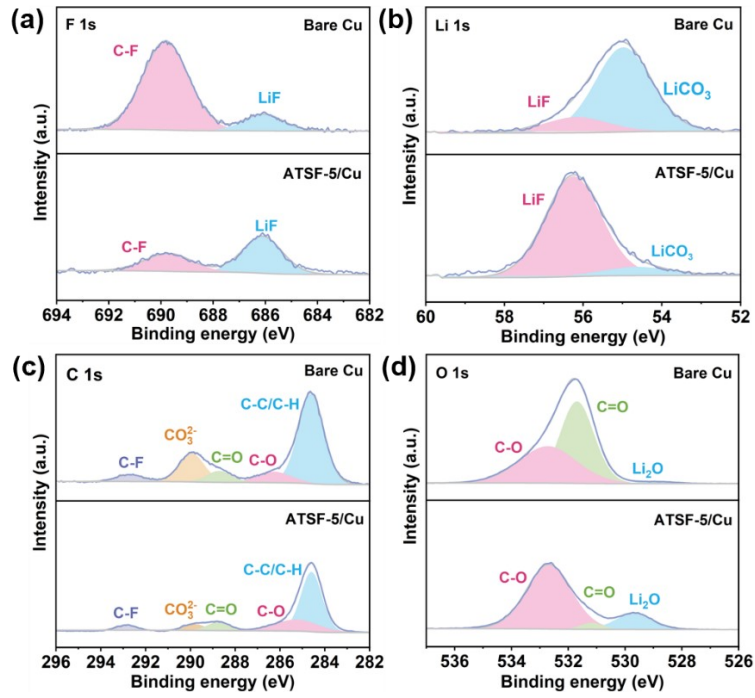 (a)
F 1s
Bare Cu
C-F
LiF
ATSF-5/Cu
C-F
LiF
Intensity (a.u.)
694 692 690 688 686 684 682
Binding energy (eV)
(b)
Li 1s
Bare Cu
LiF
LiCO₃
ATSF-5/Cu
LiF
LiCO₃
Intensity (a.u.)
60 58 56 54 52
Binding energy (eV)
(c)
C 1s
Bare Cu
C-C/C-H
CO₃²⁻
C=O
C-O
C-F
ATSF-5/Cu
C-C/C-H
C-F
CO₃²⁻
C=O
C-O
Intensity (a.u.)
296 294 292 290 288 286 284 282
Binding energy (eV)
(d)
O 1s
Bare Cu
C=O
C-O
Li₂O
ATSF-5/Cu
C-O
C=O
Li₂O
Intensity (a.u.)
536 534 532 530 528 526
Binding energy (eV)